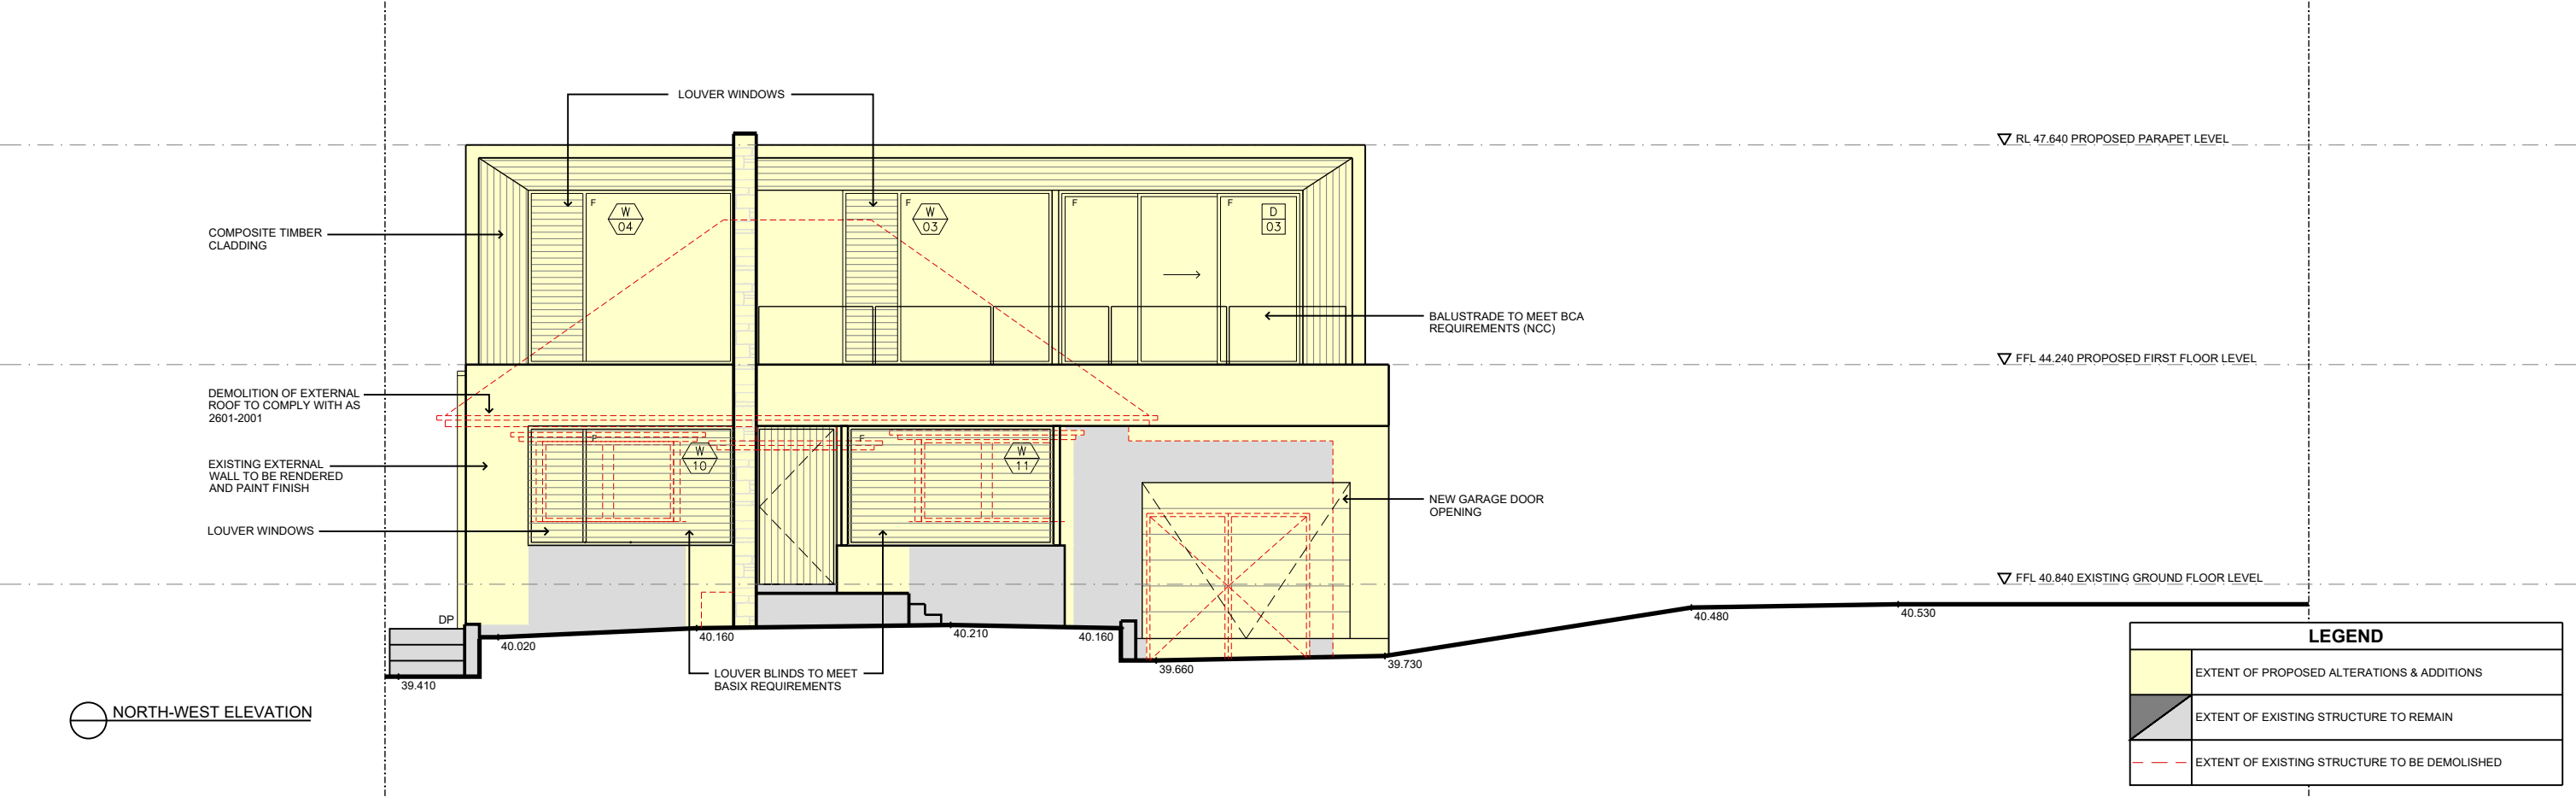 LOUVER WINDOWS
RL 47.640 PROPOSED PARAPET LEVEL
F
W
04
F
W
03
F
F
D
03
COMPOSITE TIMBER
CLADDING
BALUSTRADE TO MEET BCA
REQUIREMENTS (NCC)
FFL 44.240 PROPOSED FIRST FLOOR LEVEL
DEMOLITION OF EXTERNAL
ROOF TO COMPLY WITH AS
2601-2001
F
W
10
F
W
11
EXISTING EXTERNAL
WALL TO BE RENDERED
AND PAINT FINISH
NEW GARAGE DOOR
OPENING
LOUVER WINDOWS
FFL 40.840 EXISTING GROUND FLOOR LEVEL
DP
40.020
40.160
40.210
40.160
39.660
39.730
40.480
40.530
39.410
LOUVER BLINDS TO MEET
BASIX REQUIREMENTS
NORTH-WEST ELEVATION
LEGEND
EXTENT OF PROPOSED ALTERATIONS & ADDITIONS
EXTENT OF EXISTING STRUCTURE TO REMAIN
EXTENT OF EXISTING STRUCTURE TO BE DEMOLISHED